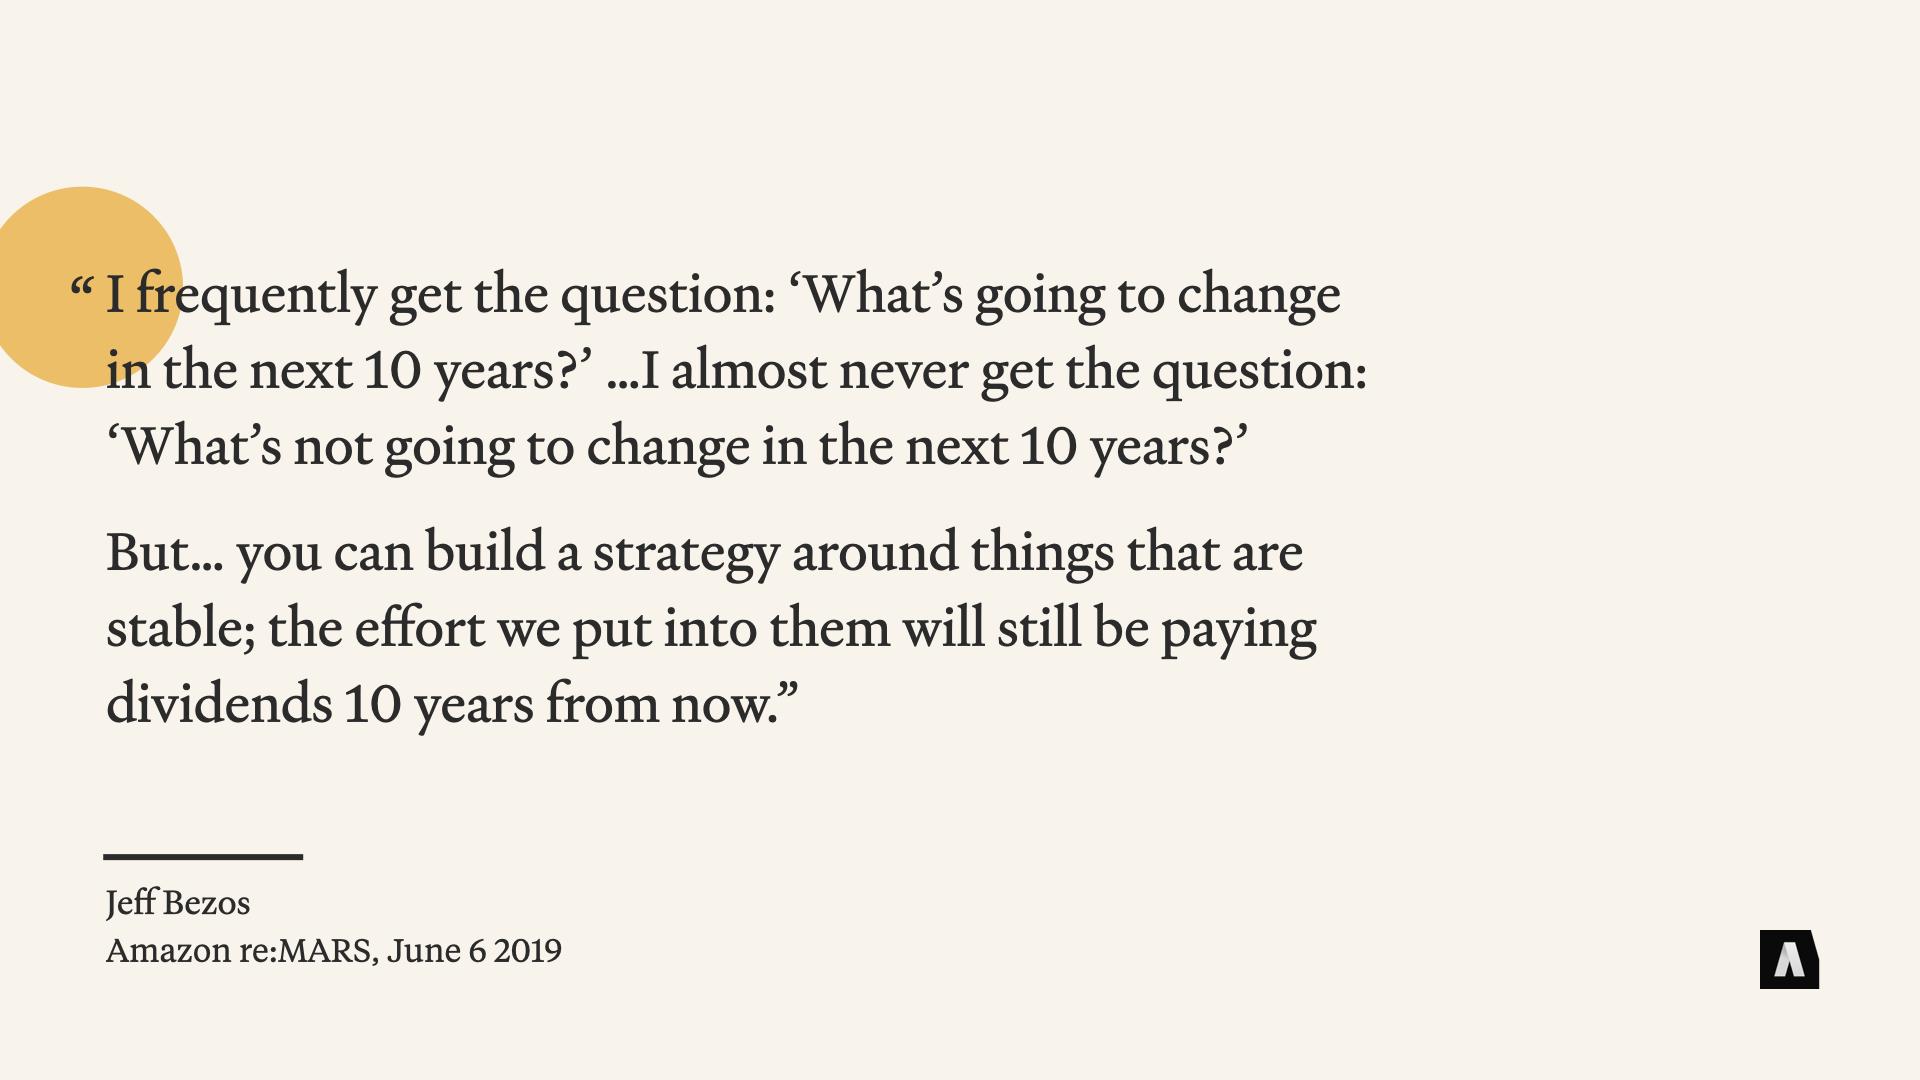 “ I frequently get the question: ‘What’s going to change
in the next 10 years?’ ...I almost never get the question:
‘What’s not going to change in the next 10 years?’
But... you can build a strategy around things that are
stable; the effort we put into them will still be paying
dividends 10 years from now.”
Jeff Bezos
Amazon re:MARS, June 6 2019